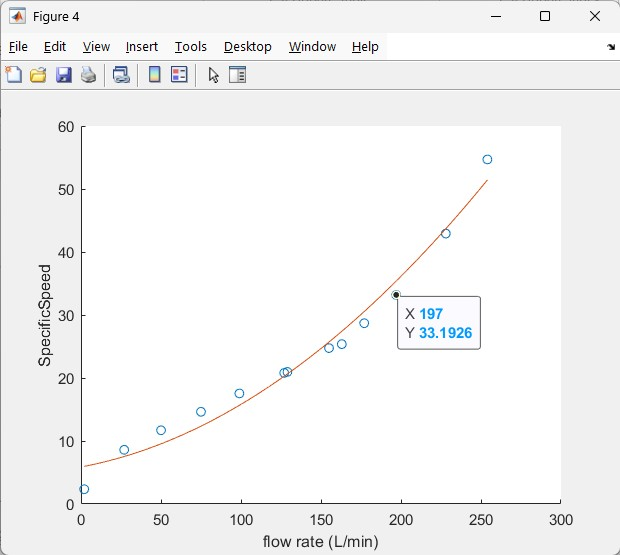 Figure 4
File Edit View Insert Tools Desktop Window Help
60
50
40
30
20
10
0
SpecificSpeed
X 197
Y 33.1926
0 50 100 150 200 250 300
flow rate (L/min)